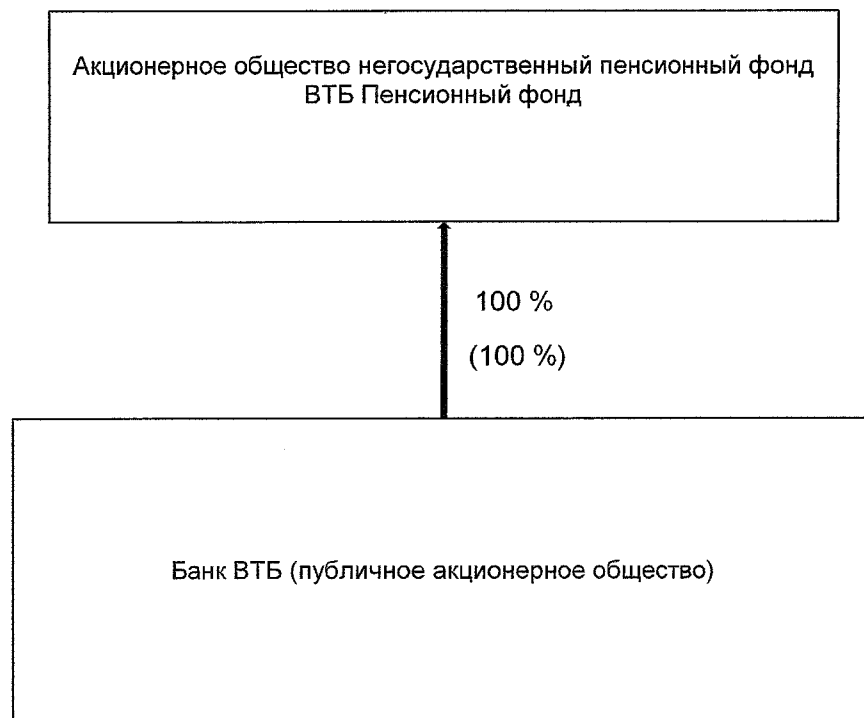 Акционерное общество негосударственный пенсионный фонд
ВТБ Пенсионный фонд
100 %
(100 %)
Банк ВТБ (публичное акционерное общество)